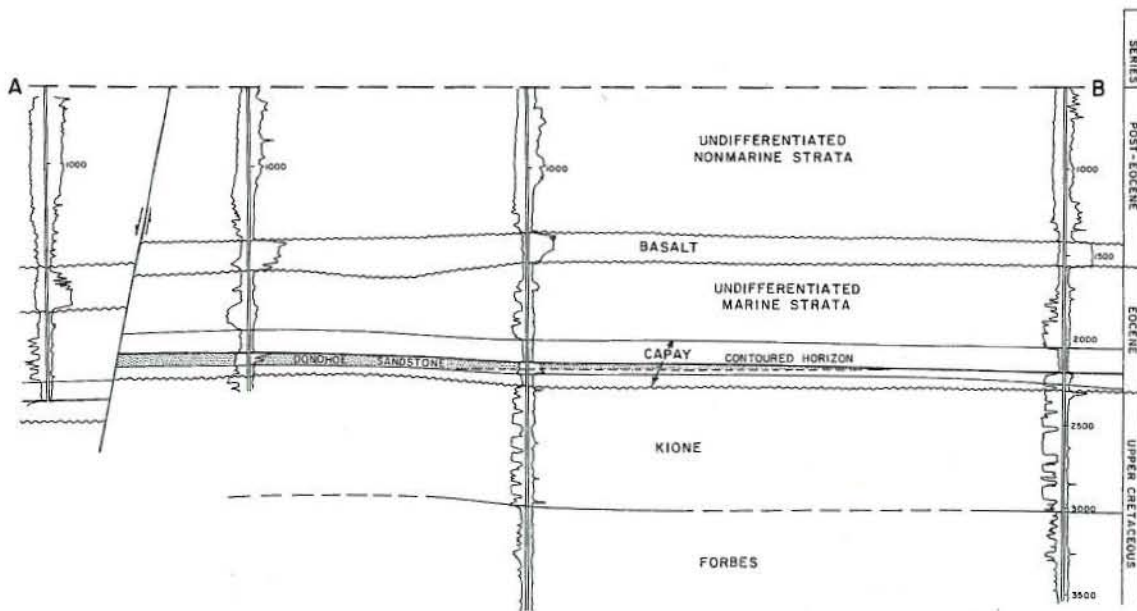 SERIES
A
B
1000
1000
1000
1000
UNDIFFERENTIATED
NONMARINE STRATA
POST-EOCENE
BASALT
1500
UNDIFFERENTIATED
MARINE STRATA
EOCENE
2000
DONOHOE SANDSTONE
CAPAY
CONTOURED HORIZON
2500
KIONE
3000
FORBES
3500
UPPER CRETACEOUS